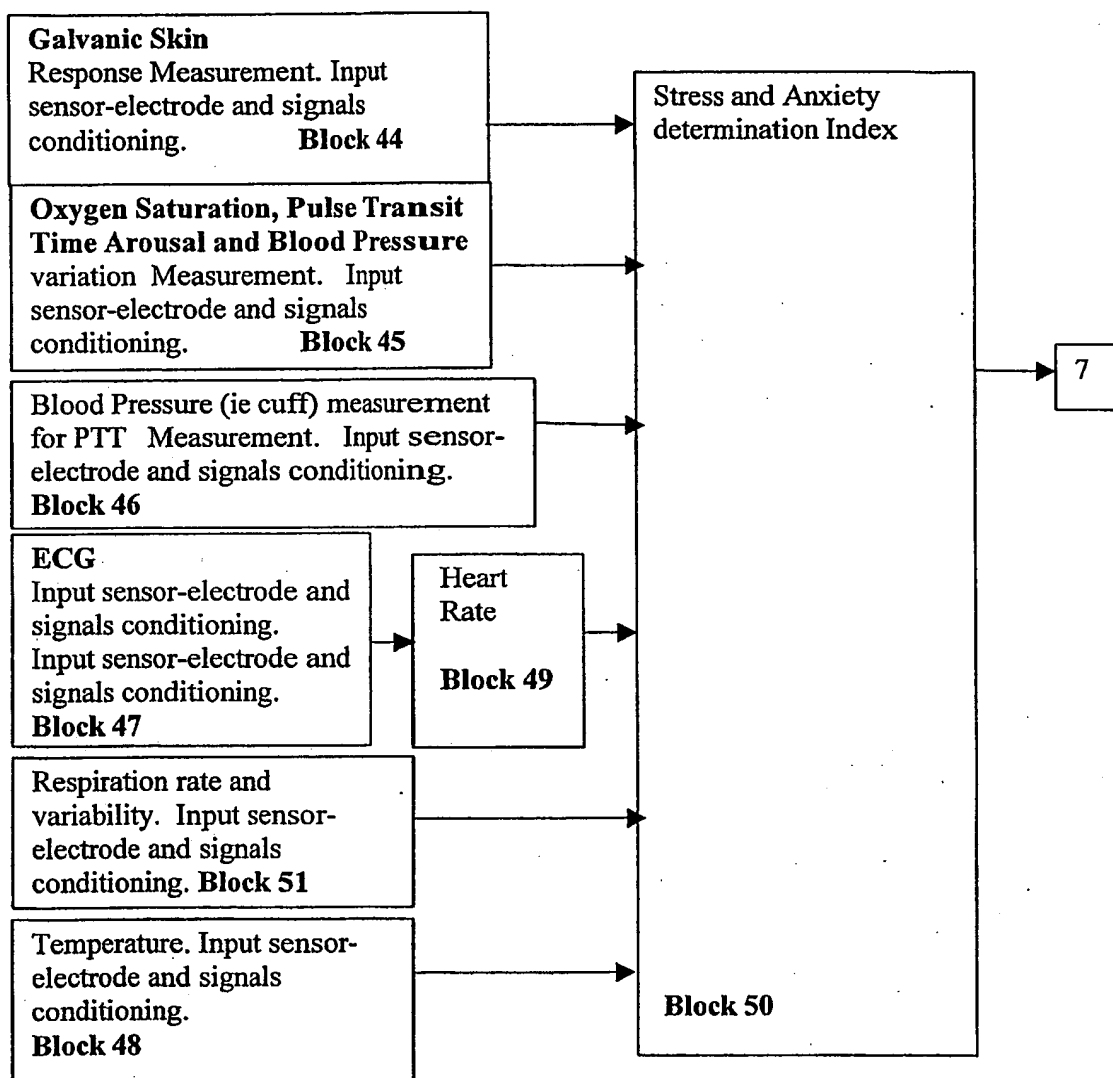 Galvanic Skin
Response Measurement. Input
sensor-electrode and signals
conditioning. Block 44
Oxygen Saturation, Pulse Transit
Time Arousal and Blood Pressure
variation Measurement. Input
sensor-electrode and signals
conditioning. Block 45
Blood Pressure (ie cuff) measurement
for PTT Measurement. Input sensor-
electrode and signals conditioning.
Block 46
ECG
Input sensor-electrode and
signals conditioning.
Input sensor-electrode and
signals conditioning.
Block 47
Heart
Rate
Block 49
Respiration rate and
variability. Input sensor-
electrode and signals
conditioning. Block 51
Temperature. Input sensor-
electrode and signals
conditioning.
Block 48
Stress and Anxiety
determination Index
Block 50
7